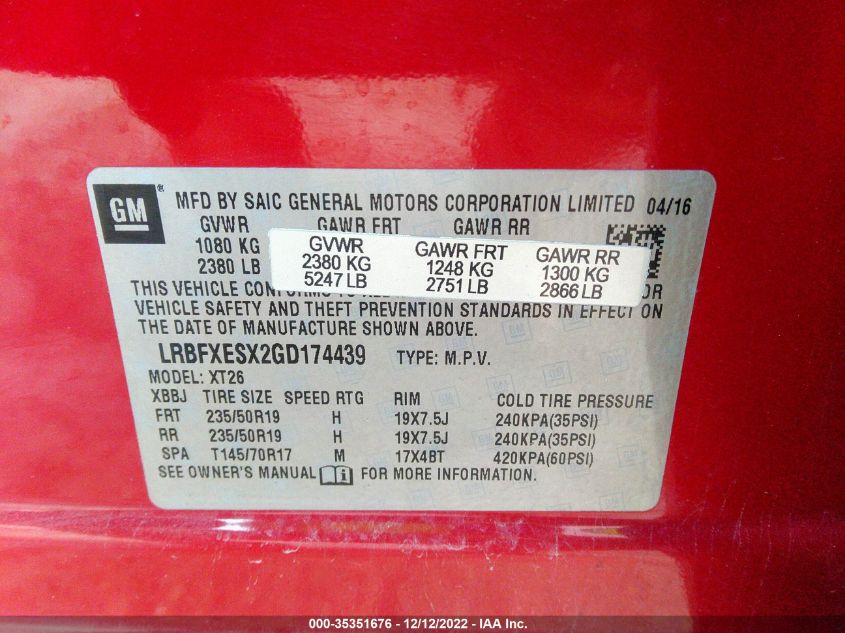 GM
®
MFD BY SAIC GENERAL MOTORS CORPORATION LIMITED 04/16
GVWR GAWR FRT GAWR RR
1080 KG
2380 LB
GVWR GAWR FRT GAWR RR
2380 KG 1248 KG 1300 KG
5247 LB 2751 LB 2866 LB
THIS VEHICLE
VEHICLE SAFETY AND THEFT PREVENTION STANDARDS IN EFFECT ON
THE DATE OF MANUFACTURE SHOWN ABOVE.
LRBFXESX2GD174439 TYPE: M.P.V.
MODEL: XT26
XBBJ TIRE SIZE SPEED RTG RIM COLD TIRE PRESSURE
FRT 235/50R19 H 19X7.5J 240KPA(35PSI)
RR 235/50R19 H 19X7.5J 240KPA(35PSI)
SPA T145/70R17 M 17X4BT 420KPA(60PSI)
SEE OWNER'S MANUAL i FOR MORE INFORMATION.
000-35351676 - 12/12/2022 - IAA Inc.